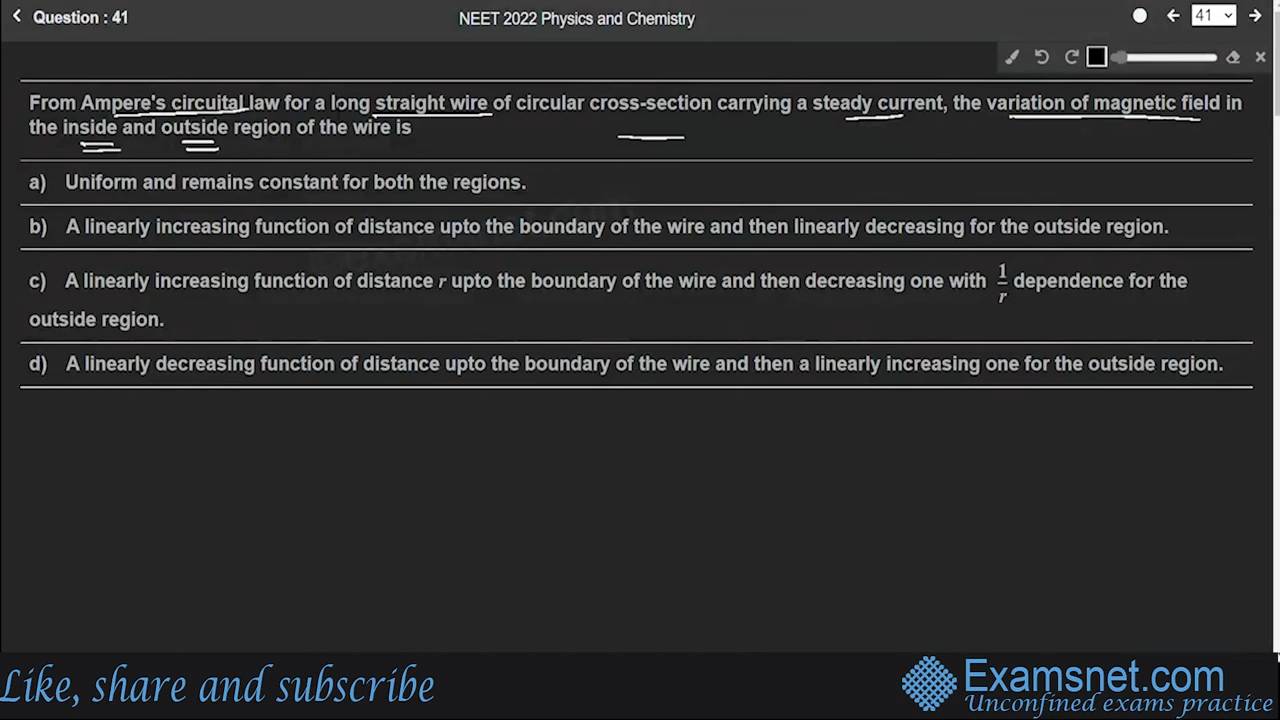 Question : 41
NEET 2022 Physics and Chemistry
41
From Ampere's circuital law for a long straight wire of circular cross-section carrying a steady current, the variation of magnetic field in
the inside and outside region of the wire is
a) Uniform and remains constant for both the regions.
b) A linearly increasing function of distance upto the boundary of the wire and then linearly decreasing for the outside region.
c) A linearly increasing function of distance r upto the boundary of the wire and then decreasing one with 1/r dependence for the
outside region.
d) A linearly decreasing function of distance upto the boundary of the wire and then a linearly increasing one for the outside region.
Like, share and subscribe
Examsnet.com
Unconfined exams practice